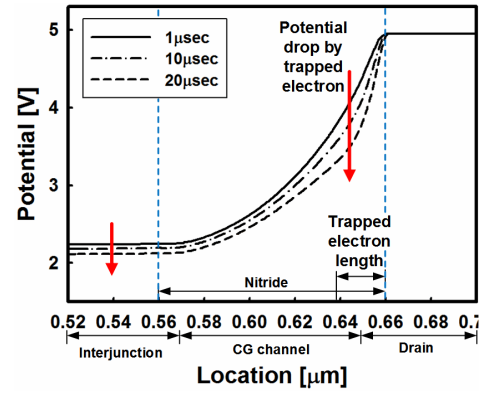 5
4
3
2
Potential [V]
1μsec
10μsec
20μsec
Potential
drop by
trapped
electron
Trapped
electron
length
Nitride
0.52 0.54 0.56 0.58 0.60 0.62 0.64 0.66 0.68 0.7
Interjunction CG channel Drain
Location [μm]